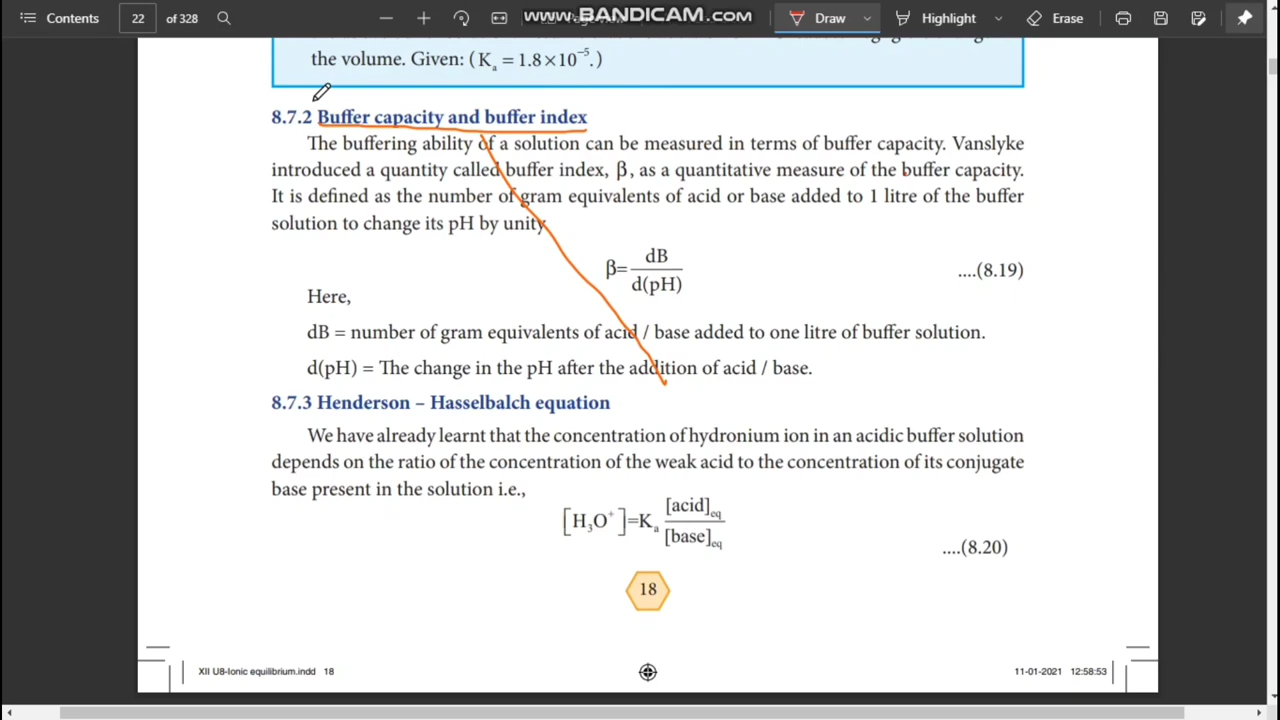 Contents 22 of 328 www.BANDICAM.com Draw Highlight Erase
the volume. Given: (Ka = 1.8×10⁻⁵.)
8.7.2 Buffer capacity and buffer index
The buffering ability of a solution can be measured in terms of buffer capacity. Vanslyke
introduced a quantity called buffer index, β, as a quantitative measure of the buffer capacity.
It is defined as the number of gram equivalents of acid or base added to 1 litre of the buffer
solution to change its pH by unity
β= dB / d(pH) ....(8.19)
Here,
dB = number of gram equivalents of acid / base added to one litre of buffer solution.
d(pH) = The change in the pH after the addition of acid / base.
8.7.3 Henderson – Hasselbalch equation
We have already learnt that the concentration of hydronium ion in an acidic buffer solution
depends on the ratio of the concentration of the weak acid to the concentration of its conjugate
base present in the solution i.e.,
[H₃O⁺]=Ka [acid]eq / [base]eq ....(8.20)
18
XII U8-Ionic equilibrium.indd 18 11-01-2021 12:58:53